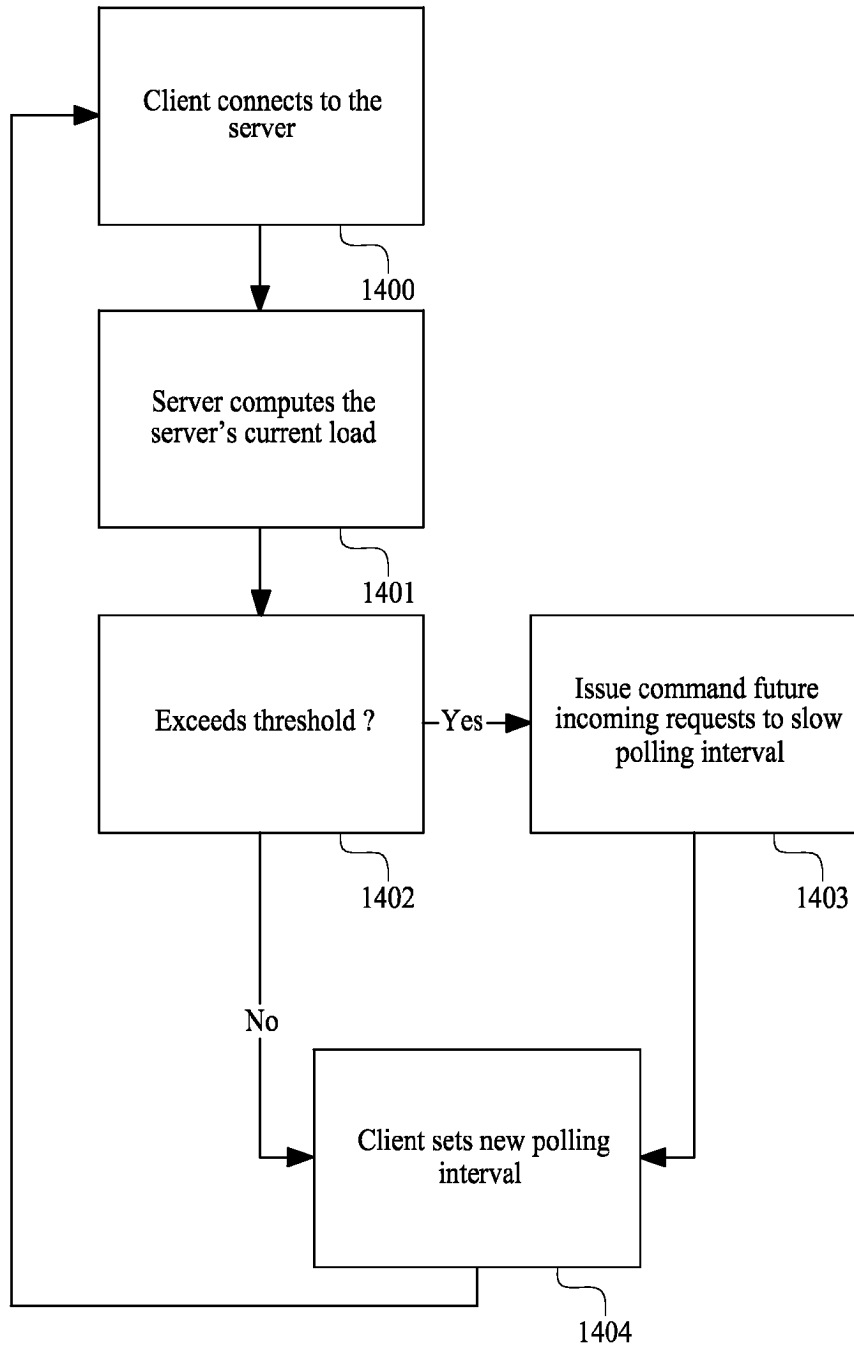 Client connects to the
server
1400
Server computes the
server's current load
1401
Exceeds threshold ?
Yes
Issue command future
incoming requests to slow
polling interval
1402
1403
No
Client sets new polling
interval
1404